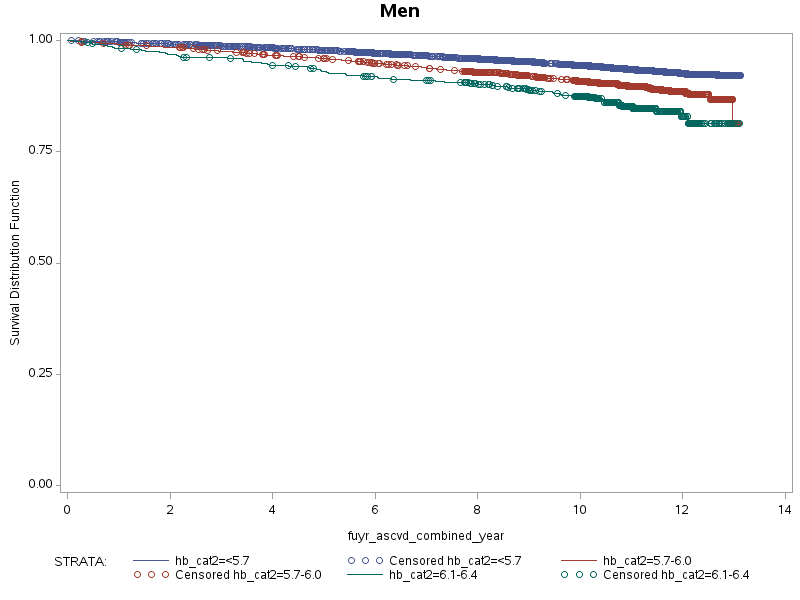 Men
1.00
0.75
0.50
0.25
0.00
Survival Distribution Function
0 2 4 6 8 10 12 14
fuyr_ascvd_combined_year
STRATA: hb_cat2=<5.7 Censored hb_cat2=<5.7 hb_cat2=5.7-6.0
Censored hb_cat2=5.7-6.0 hb_cat2=6.1-6.4 Censored hb_cat2=6.1-6.4